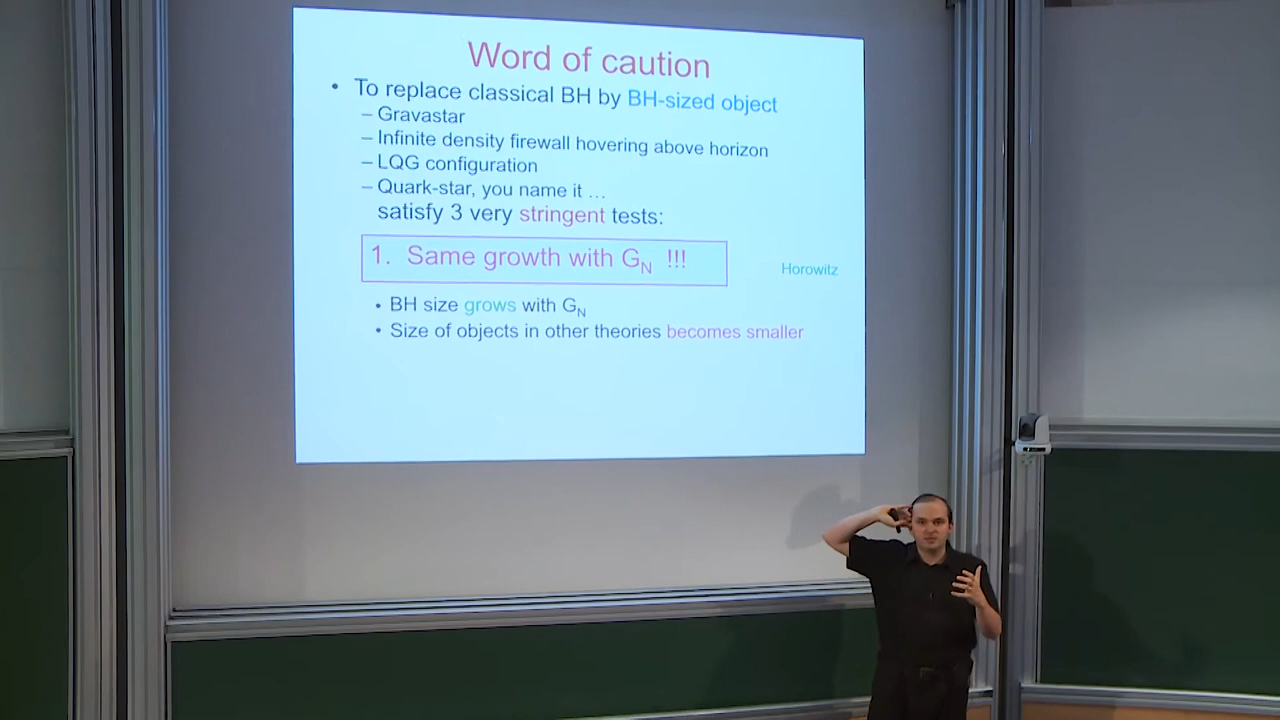 Word of caution
• To replace classical BH by BH-sized object
– Gravastar
– Infinite density firewall hovering above horizon
– LQG configuration
– Quark-star, you name it …
satisfy 3 very stringent tests:
1. Same growth with GN !!!
Horowitz
• BH size grows with GN
• Size of objects in other theories becomes smaller